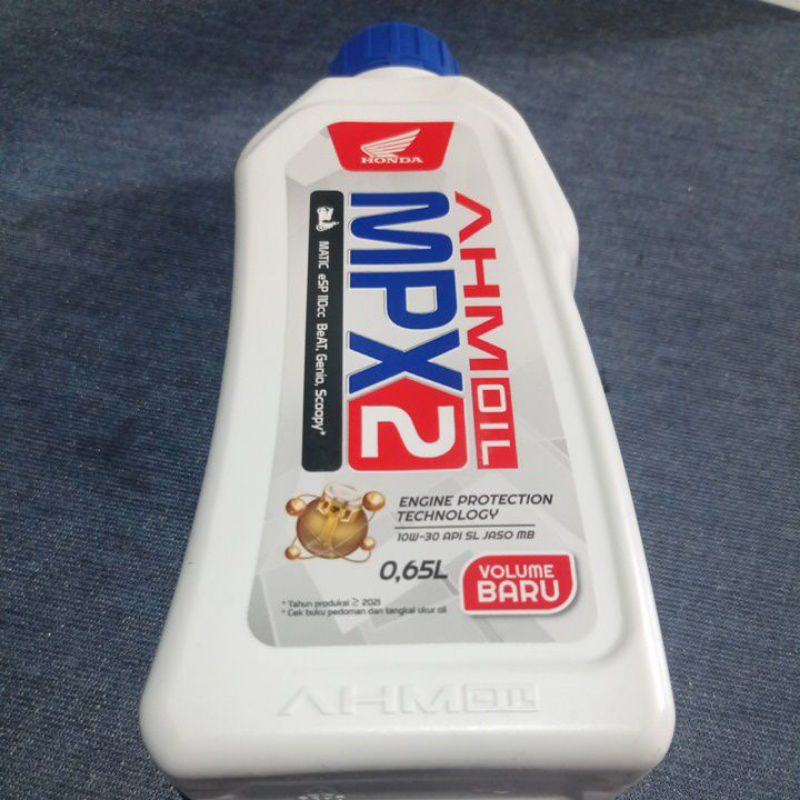 HONDA
AHM OIL
MPX2
MATIC eSP 110cc BeAT, Genio, Scoopy*
ENGINE PROTECTION
TECHNOLOGY
10W-30 API SL JASO MB
0,65L
VOLUME
BARU
* Tahun produksi ≥ 2021
* Cek buku pedoman dan tangkai ukur oli
AHM OIL